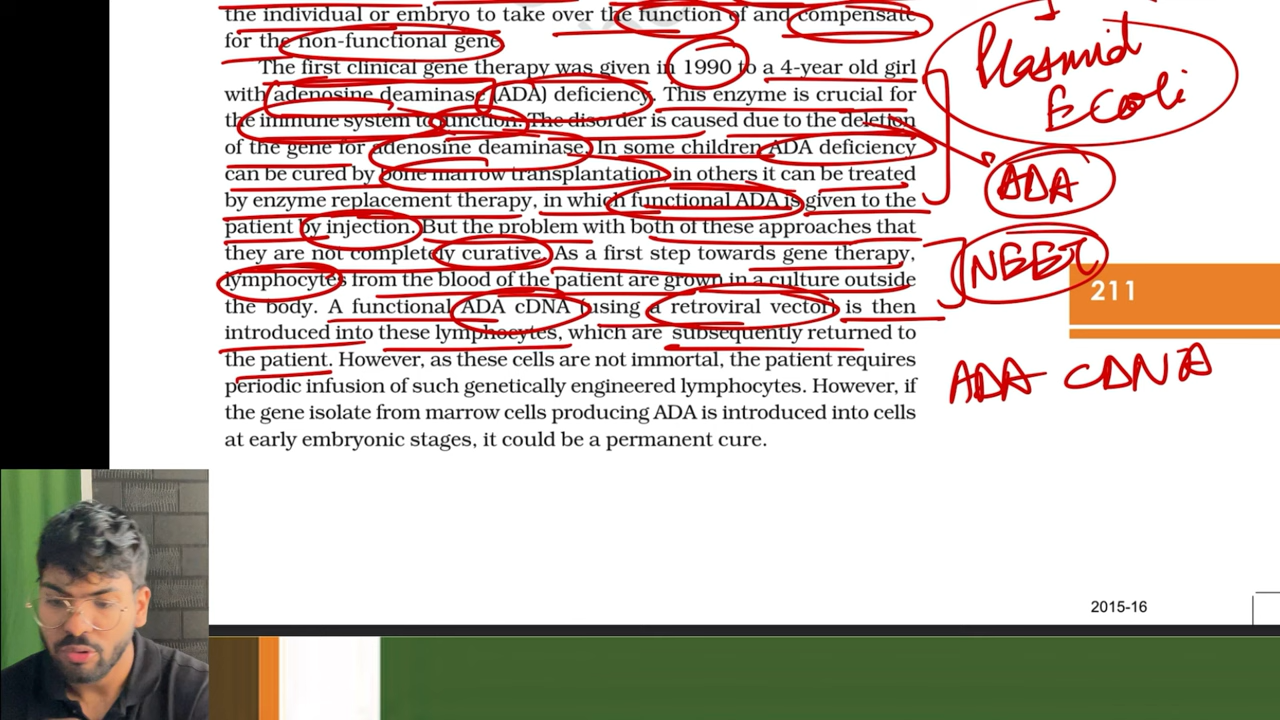 the individual or embryo to take over the function of and compensate
for the non-functional gene
The first clinical gene therapy was given in 1990 to a 4-year old girl
with adenosine deaminase (ADA) deficiency. This enzyme is crucial for
the immune system to function. The disorder is caused due to the deletion
of the gene for adenosine deaminase. In some children ADA deficiency
can be cured by bone marrow transplantation, in others it can be treated
by enzyme replacement therapy, in which functional ADA is given to the
patient by injection. But the problem with both of these approaches that
they are not completely curative. As a first step towards gene therapy,
lymphocytes from the blood of the patient are grown in a culture outside
the body. A functional ADA cDNA (using a retroviral vector) is then
introduced into these lymphocytes, which are subsequently returned to
the patient. However, as these cells are not immortal, the patient requires
periodic infusion of such genetically engineered lymphocytes. However, if
the gene isolate from marrow cells producing ADA is introduced into cells
at early embryonic stages, it could be a permanent cure.
Plasmid
E Coli
ADA
NEET
211
ADA CDNA
2015-16